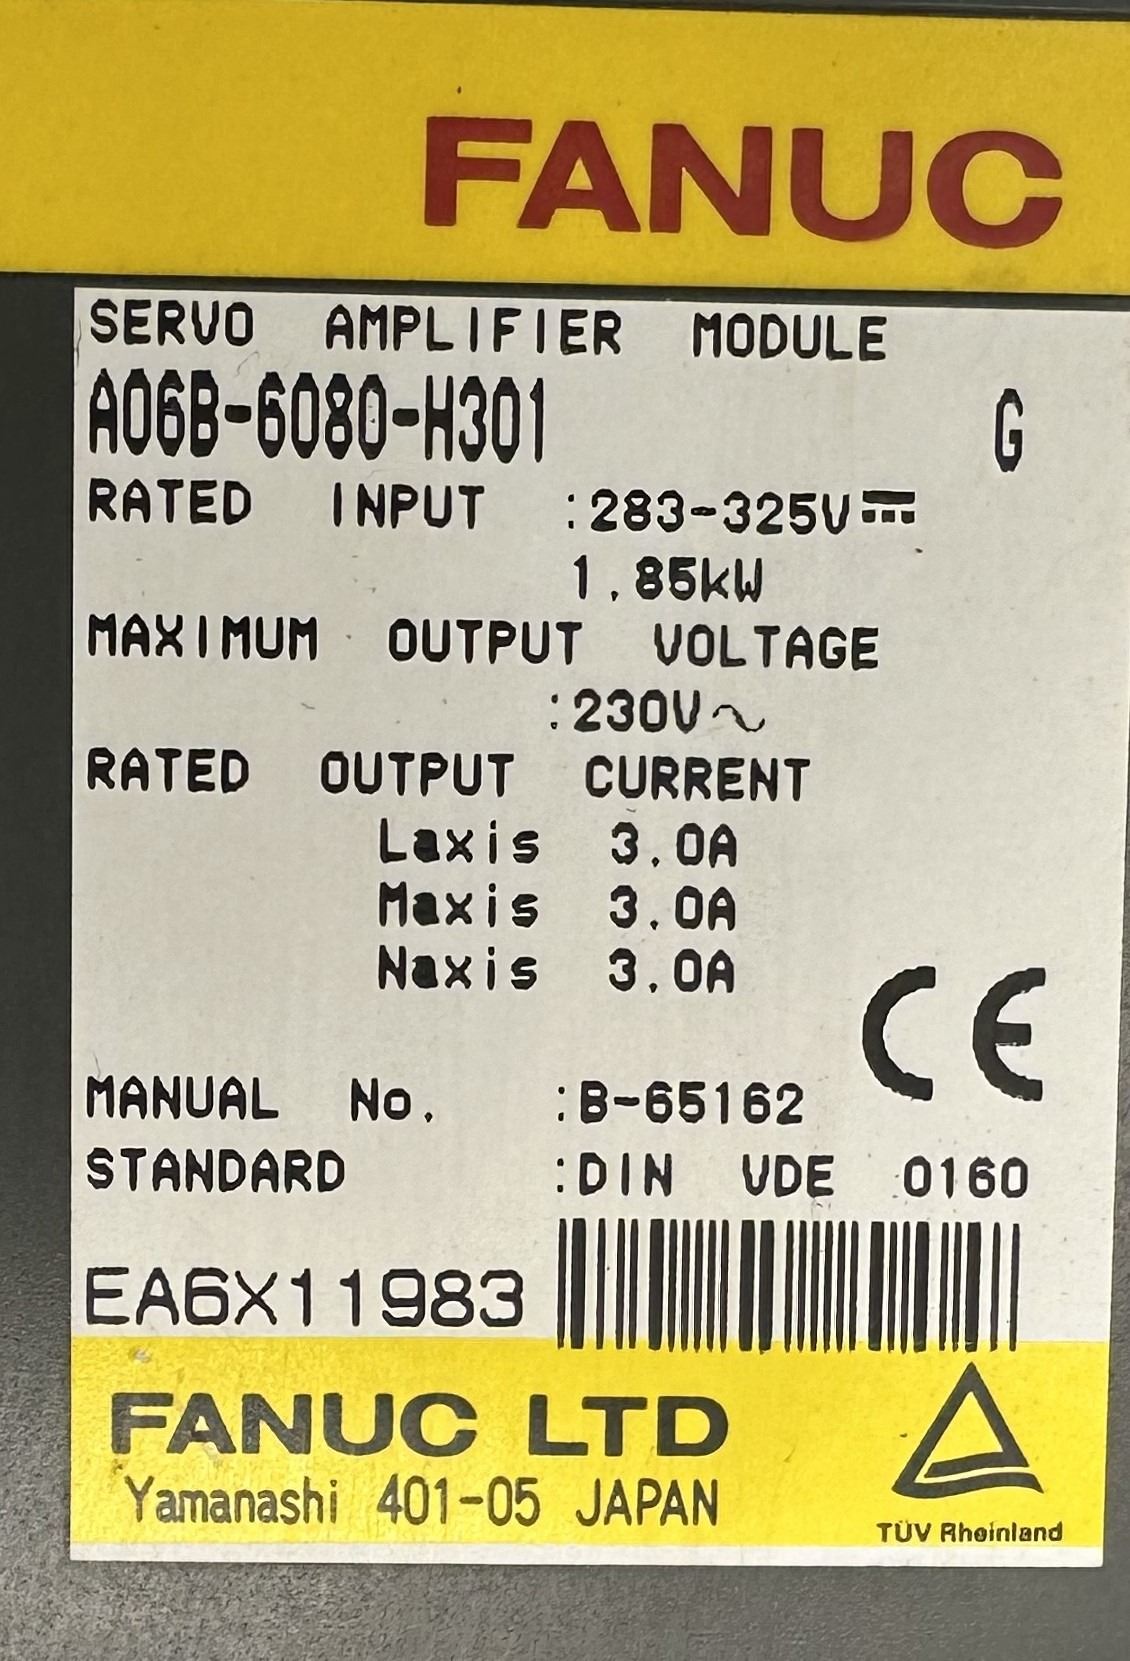 FANUC
SERVO AMPLIFIER MODULE
A06B-6080-H301 G
RATED INPUT :283-325V⎓
1.85kW
MAXIMUM OUTPUT VOLTAGE
:230V~
RATED OUTPUT CURRENT
Laxis 3.0A
Maxis 3.0A
Naxis 3.0A
CE
MANUAL No. :B-65162
STANDARD :DIN VDE 0160
EA6X11983
FANUC LTD
Yamanashi 401-05 JAPAN
TÜV Rheinland